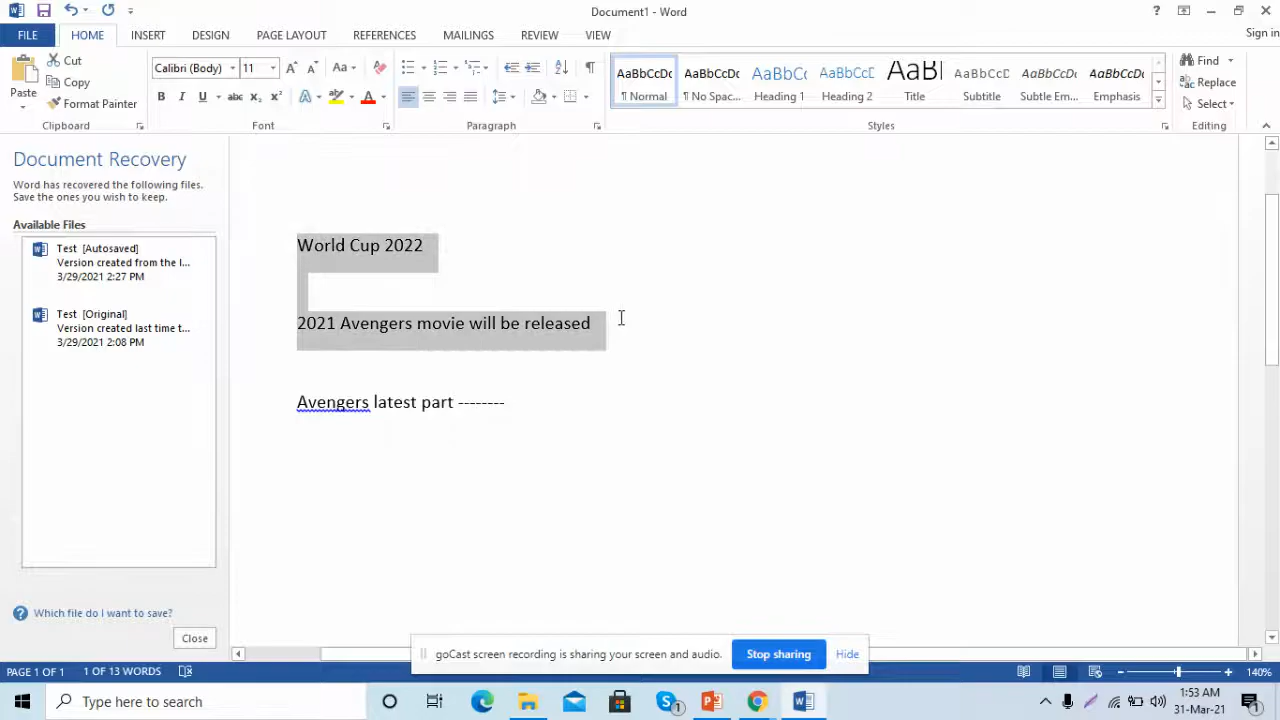 Document1 - Word
?
Sign in
FILE HOME INSERT DESIGN PAGE LAYOUT REFERENCES MAILINGS REVIEW VIEW
Paste
Cut
Copy
Format Painter
Clipboard
Calibri (Body) 11
Font
Paragraph
AaBbCcDc AaBbCcDc AaBbCc AaBbCcD AaBl AaBbCcD AaBbCcDc AaBbCcDc
¶ Normal ¶ No Spac... Heading 1 Heading 2 Title Subtitle Subtle Em... Emphasis
Styles
Find
Replace
Select
Editing
Document Recovery
Word has recovered the following files.
Save the ones you wish to keep.
Available Files
Test [Autosaved]
Version created from the l...
3/29/2021 2:27 PM
Test [Original]
Version created last time t...
3/29/2021 2:08 PM
Which file do I want to save?
Close
World Cup 2022
2021 Avengers movie will be released
Avengers latest part --------
goCast screen recording is sharing your screen and audio.
Stop sharing
Hide
PAGE 1 OF 1 1 OF 13 WORDS
140%
Type here to search
1:53 AM
31-Mar-21